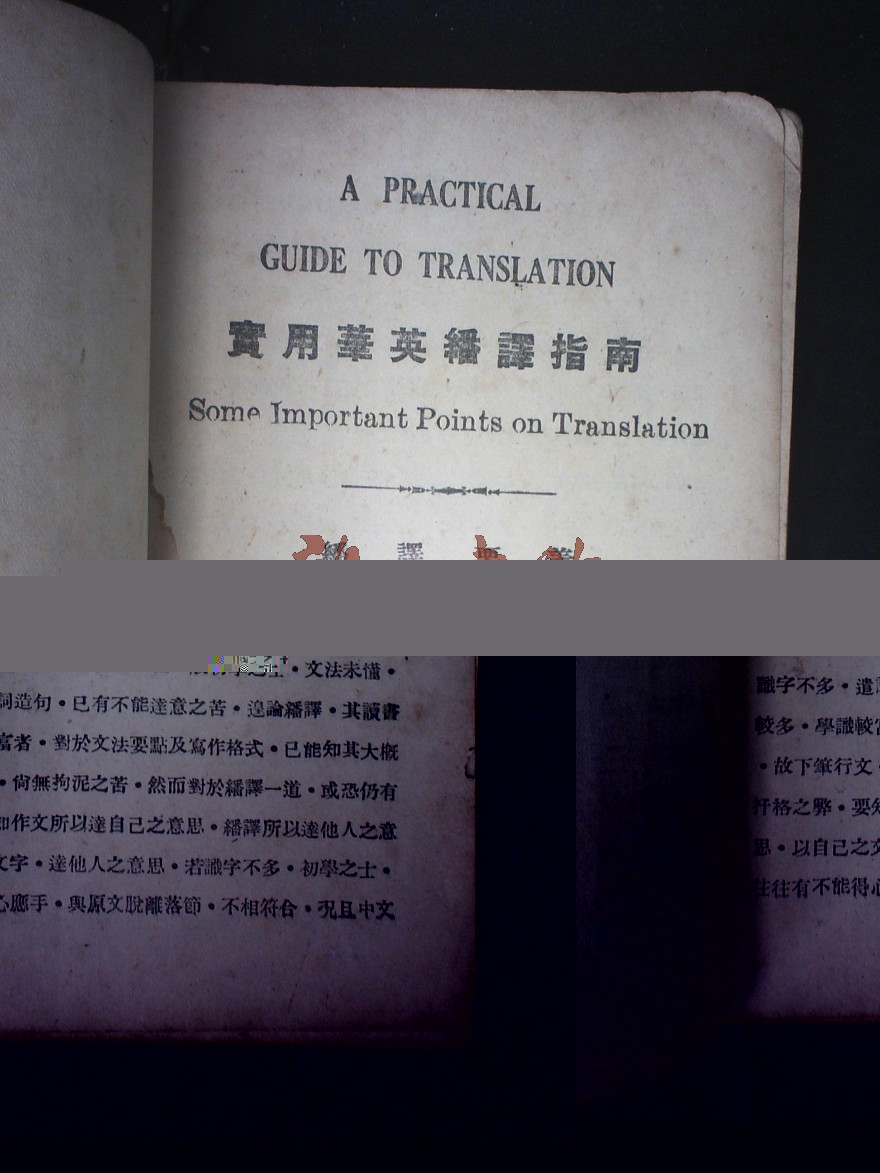 A PRACTICAL
GUIDE TO TRANSLATION
實用華英繙譯指南
Some Important Points on Translation
繙譯要
文法未懂・
識字不多・遣詞造句・已有不能達意之苦・遑論繙譯・其讀書
較多・學識較富者・對於文法要點及寫作格式・已能知其大概
・故下筆行文・尙無拘泥之苦・然而對於繙譯一道・或恐仍有
扞格之弊・要知作文所以達自己之意思・繙譯所以達他人之意
思・以自己之文字・達他人之意思・若識字不多・初學之士・
往往有不能得心應手・與原文脫離落節・不相符合・况且中文